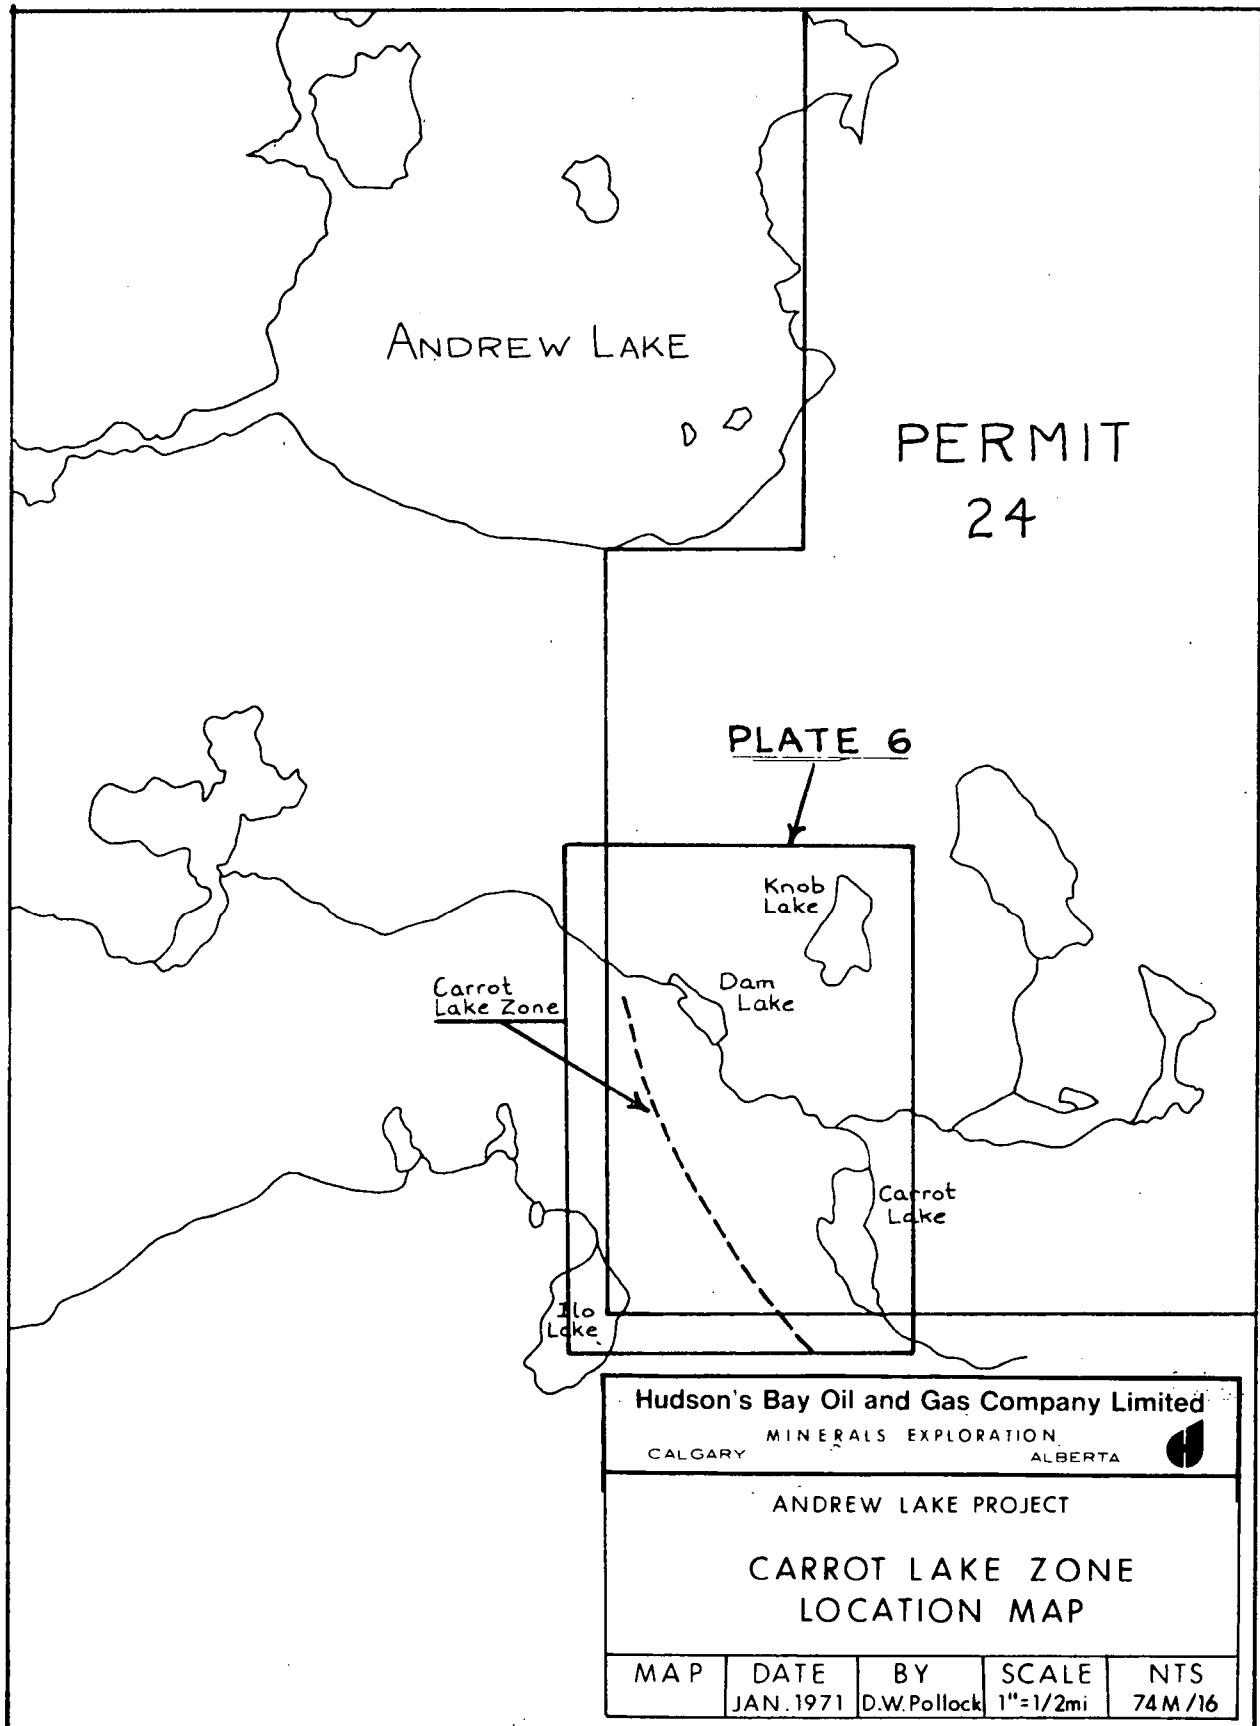 ANDREW LAKE
PERMIT
24
PLATE 6
Knob
Lake
Carrot
Lake Zone
Dam
Lake
Carrot
Lake
Ilo
Lake
Hudson's Bay Oil and Gas Company Limited
MINERALS EXPLORATION
CALGARY ALBERTA
ANDREW LAKE PROJECT
CARROT LAKE ZONE
LOCATION MAP
MAP DATE BY SCALE NTS
JAN. 1971 D.W. Pollock 1"=1/2mi 74 M/16